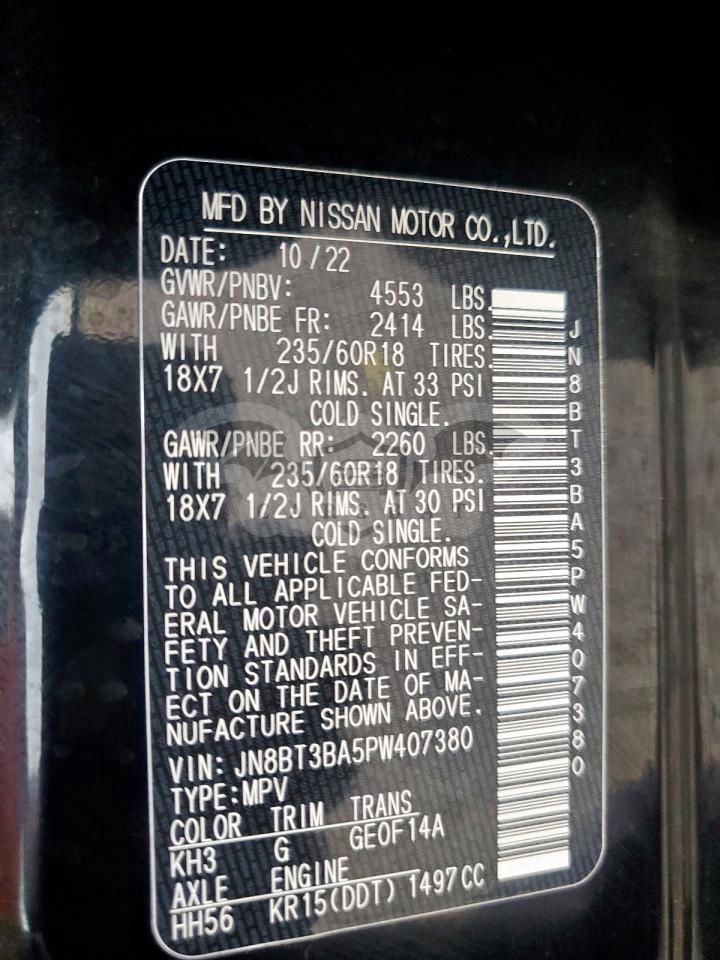 MFD BY NISSAN MOTOR CO.,LTD.
DATE: 10/22
GVWR/PNBV: 4553 LBS.
GAWR/PNBE FR: 2414 LBS.
WITH 235/60R18 TIRES.
18X7 1/2J RIMS. AT 33 PSI
COLD SINGLE.
GAWR/PNBE RR: 2260 LBS.
WITH 235/60R18 TIRES.
18X7 1/2J RIMS. AT 30 PSI
COLD SINGLE.
THIS VEHICLE CONFORMS
TO ALL APPLICABLE FED-
ERAL MOTOR VEHICLE SA-
FETY AND THEFT PREVEN-
TION STANDARDS IN EFF-
ECT ON THE DATE OF MA-
NUFACTURE SHOWN ABOVE.
VIN: JN8BT3BA5PW407380
TYPE:MPV
COLOR TRIM TRANS
KH3 G GEOF14A
AXLE ENGINE
HH56 KR15(DDT) 1497CC
JN8BT3BA5PW407380